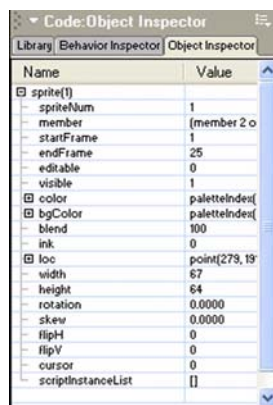 Code:Object Inspector
Library Behavior Inspector Object Inspector
Name Value
sprite(1)
spriteNum 1
member (member 2 o
startFrame 1
endFrame 25
editable 0
visible 1
color paletteIndex(
bgColor paletteIndex(
blend 100
ink 0
loc point(279, 19
width 67
height 64
rotation 0.0000
skew 0.0000
flipH 0
flipV 0
cursor 0
scriptInstanceList []